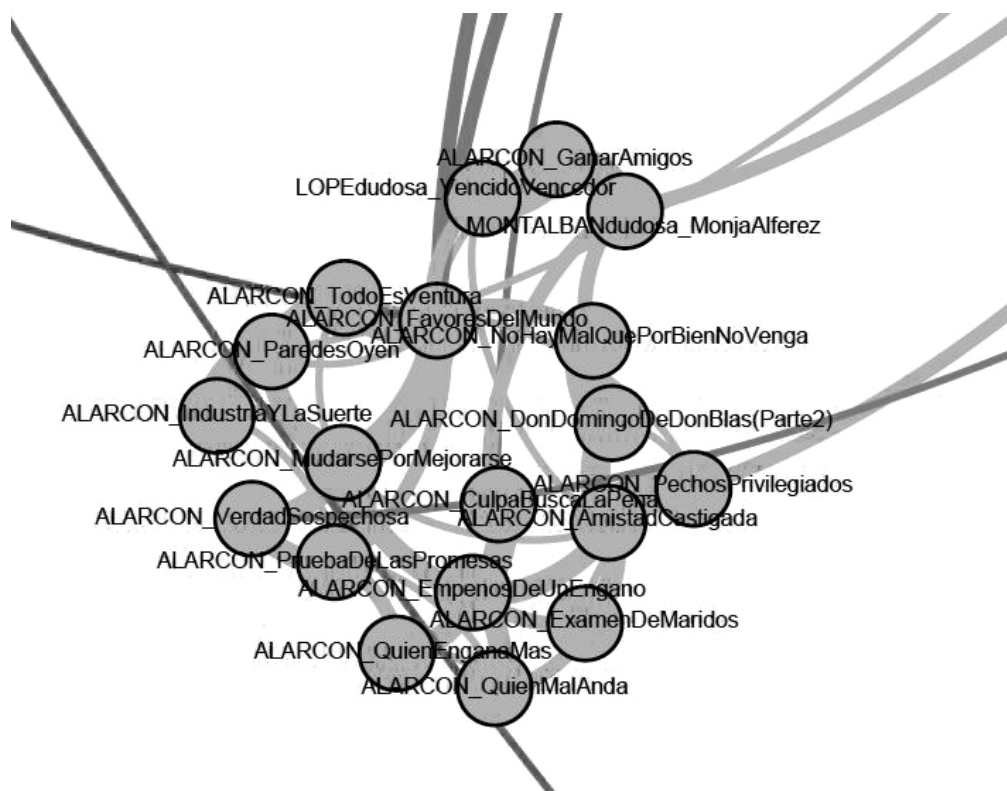 ALARCON_GanarAmigos
LOPEdudosa_VencidoVencedor
MONTALBANdudosa_MonjaAlferez
ALARCON_TodoEsVentura
ALARCON_FavoresDelMundo
ALARCON_NoHayMalQuePorBienNoVenga
ALARCON_ParedesOyen
ALARCON_IndustriaYLaSuerte
ALARCON_DonDomingoDeDonBlas(Parte2)
ALARCON_MudarsePorMejorarse
ALARCON_PechosPrivilegiados
ALARCON_CulpaBuscaLaPena
ALARCON_VerdadSospechosa
ALARCON_AmistadCastigada
ALARCON_PruebaDeLasPromesas
ALARCON_EmpenosDeUnEngano
ALARCON_ExamenDeMaridos
ALARCON_QuienEnganaMas
ALARCON_QuienMalAnda